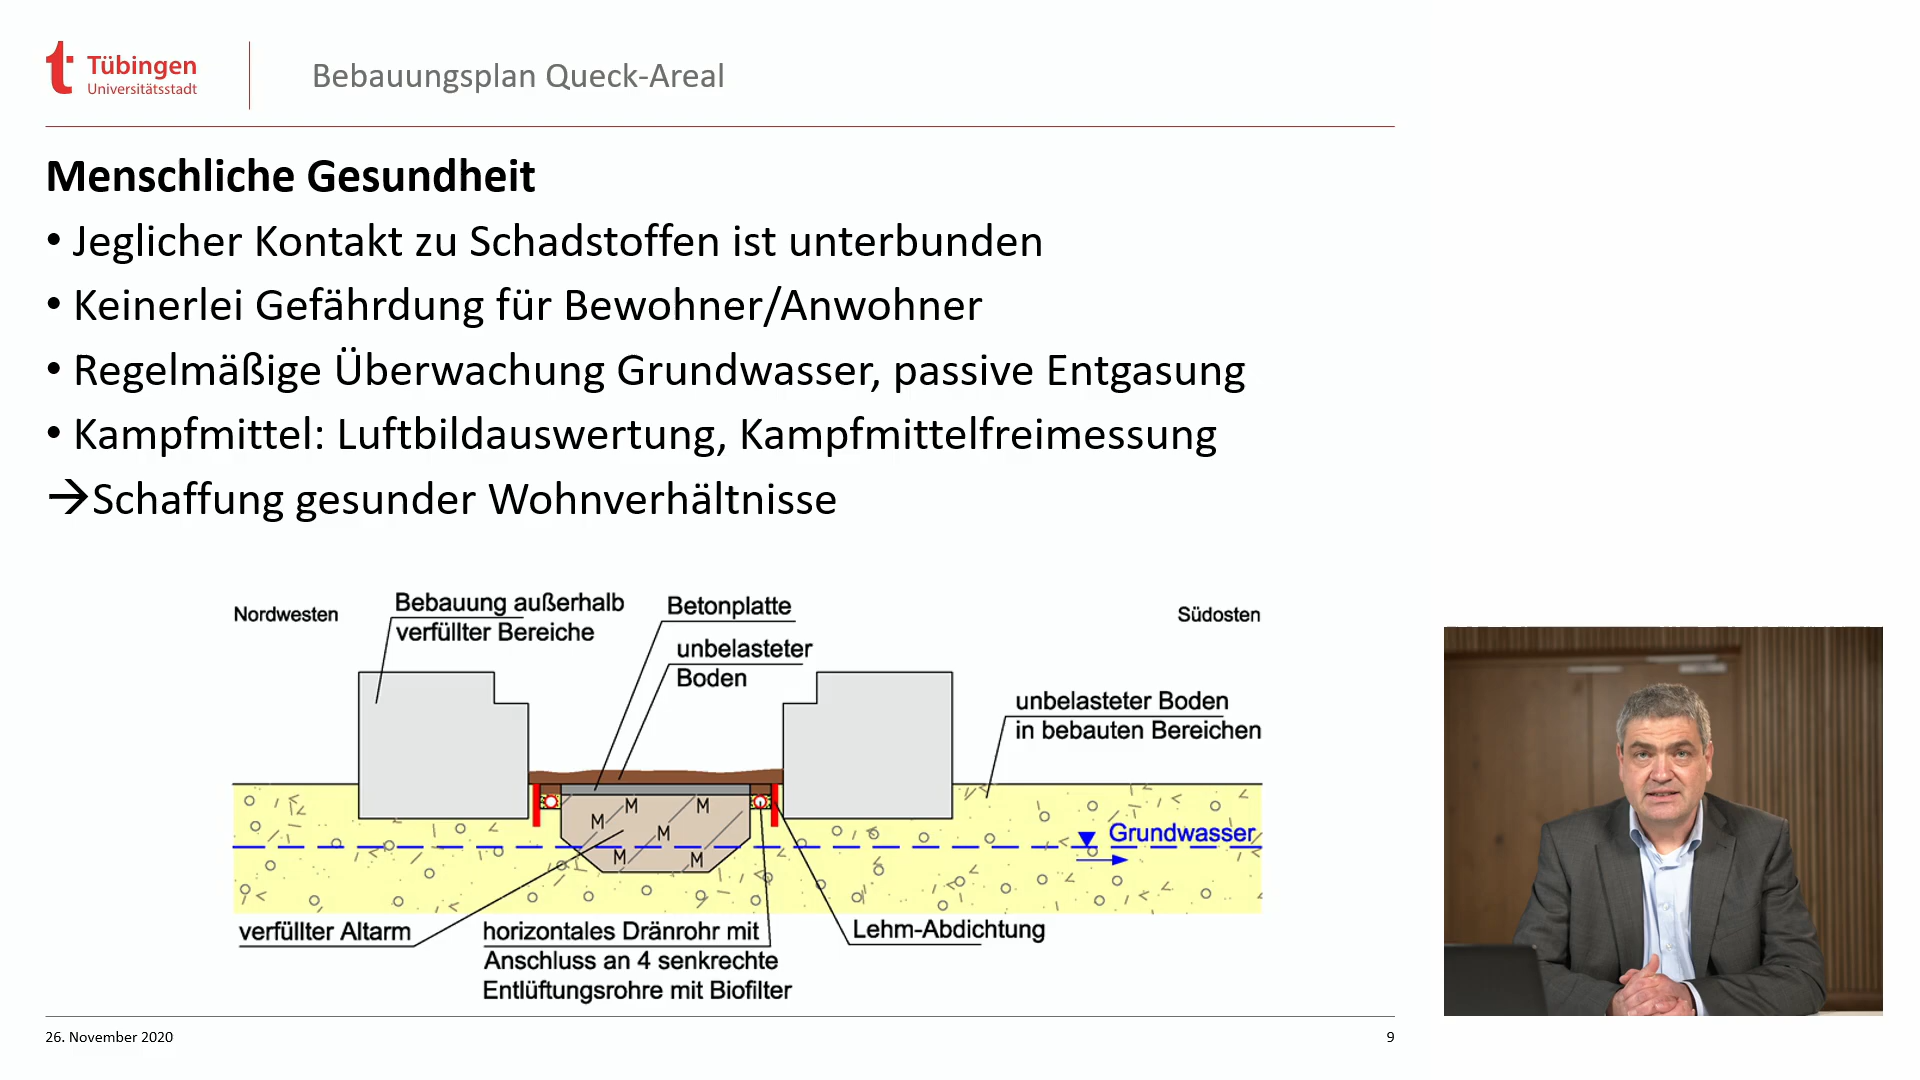 Tübingen
Universitätsstadt
Bebauungsplan Queck-Areal
Menschliche Gesundheit
• Jeglicher Kontakt zu Schadstoffen ist unterbunden
• Keinerlei Gefährdung für Bewohner/Anwohner
• Regelmäßige Überwachung Grundwasser, passive Entgasung
• Kampfmittel: Luftbildauswertung, Kampfmittelfreimessung
→Schaffung gesunder Wohnverhältnisse
Nordwesten
Bebauung außerhalb
verfüllter Bereiche
Betonplatte
unbelasteter
Boden
Südosten
unbelasteter Boden
in bebauten Bereichen
M
M
M
M
M
M
Grundwasser
verfüllter Altarm
horizontales Dränrohr mit
Anschluss an 4 senkrechte
Entlüftungsrohre mit Biofilter
Lehm-Abdichtung
26. November 2020
9